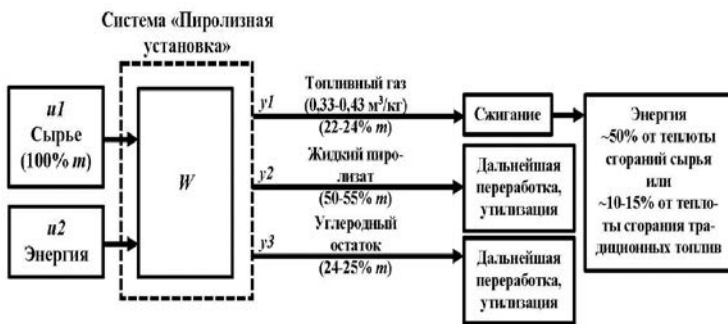 Система «Пиролизная
установка»
u1
Сырье
(100% m)
u2
Энергия
W
y1
Топливный газ
(0,33-0,43 м³/кг)
(22-24% m)
y2
Жидкий пиро-
лизат
(50-55% m)
y3
Углеродный
остаток
(24-25% m)
Сжигание
Дальнейшая
переработка,
утилизация
Дальнейшая
переработка,
утилизация
Энергия
~50% от теплоты
сгораний сырья
или
~10-15% от тепло-
ты сгорания тра-
диционных топлив